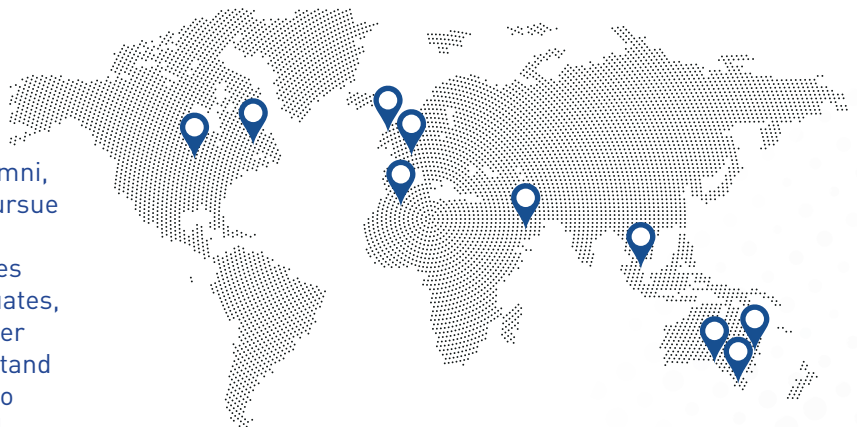 mni,
ursue
es
uates,
er
tand
o